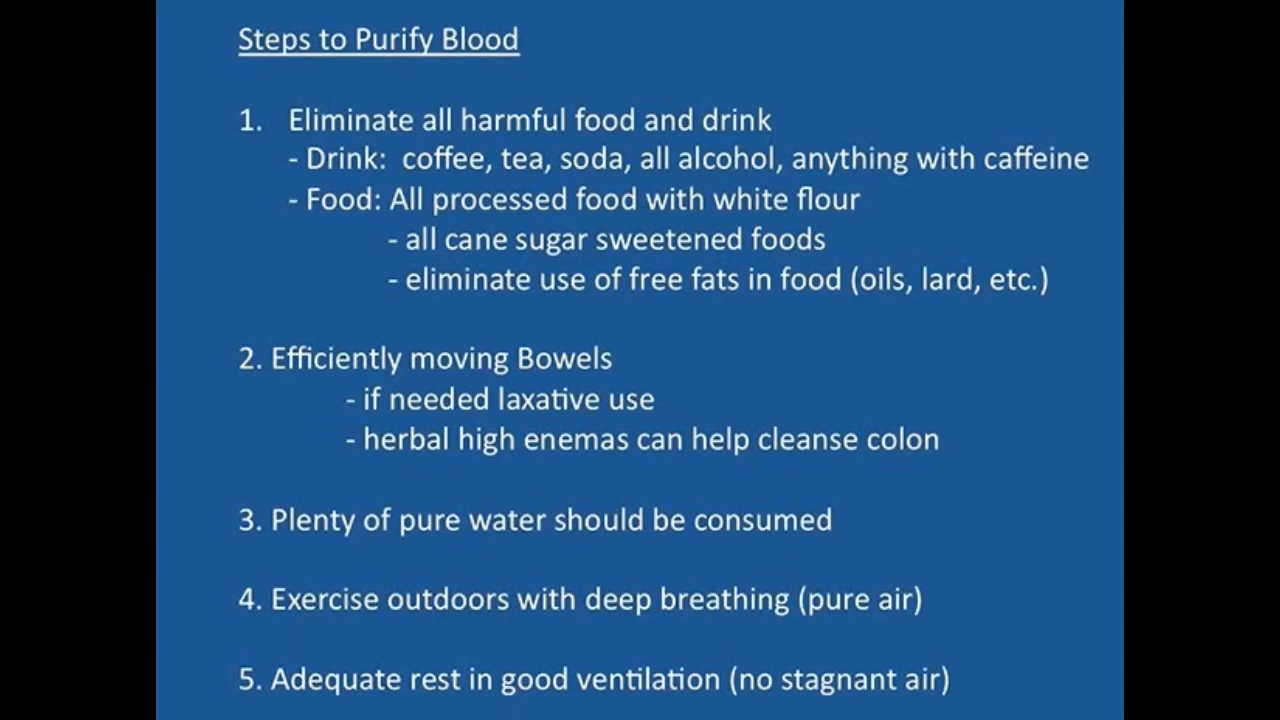 Steps to Purify Blood
1. Eliminate all harmful food and drink
- Drink: coffee, tea, soda, all alcohol, anything with caffeine
- Food: All processed food with white flour
- all cane sugar sweetened foods
- eliminate use of free fats in food (oils, lard, etc.)
2. Efficiently moving Bowels
- if needed laxative use
- herbal high enemas can help cleanse colon
3. Plenty of pure water should be consumed
4. Exercise outdoors with deep breathing (pure air)
5. Adequate rest in good ventilation (no stagnant air)